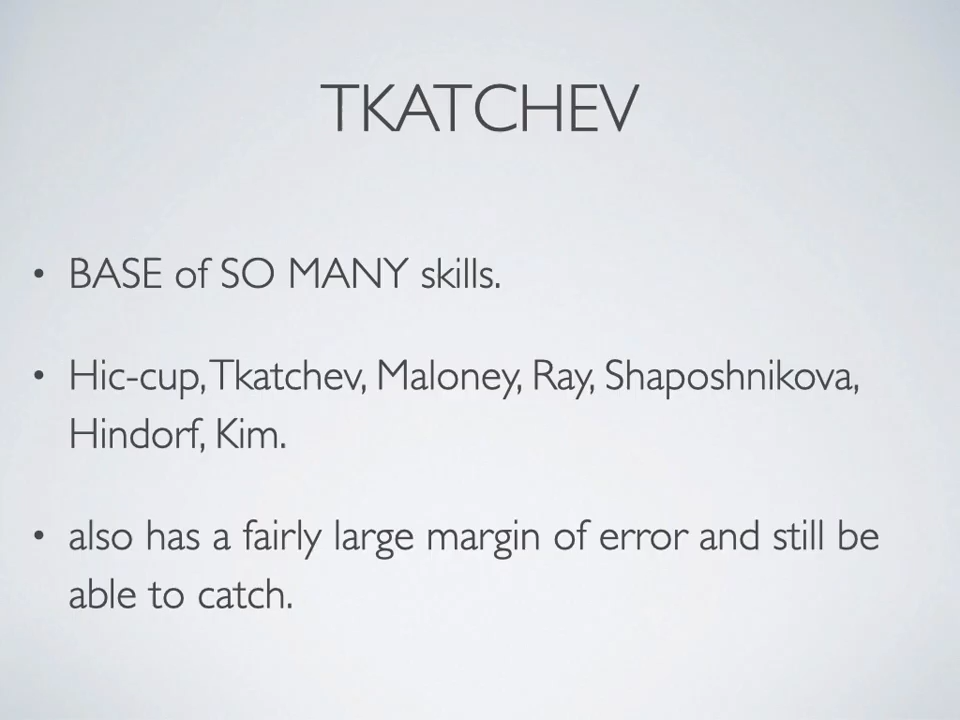 TKATCHEV
• BASE of SO MANY skills.
• Hic-cup, Tkatchev, Maloney, Ray, Shaposhnikova,
Hindorf, Kim.
• also has a fairly large margin of error and still be
able to catch.